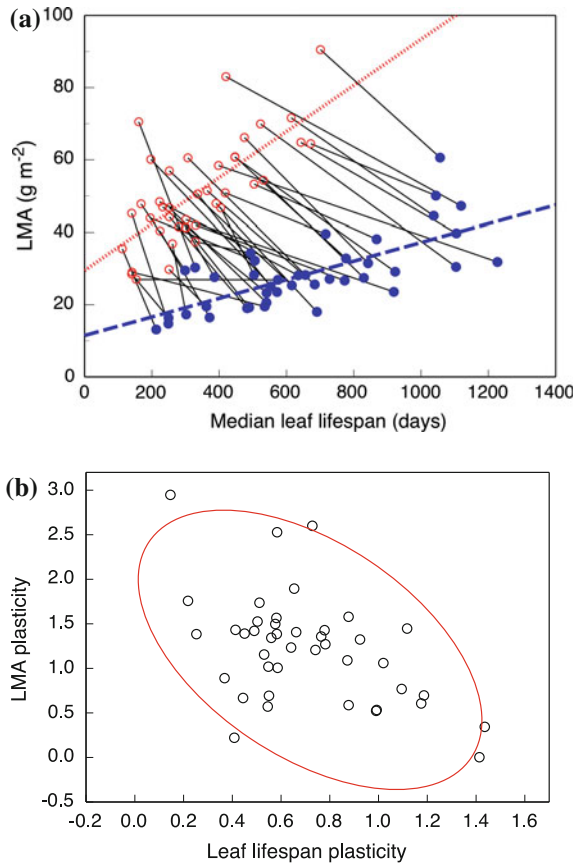 (a)
100
80
60
40
20
0
LMA (g m⁻²)
0 200 400 600 800 1000 1200 1400
Median leaf lifespan (days)
(b)
3.0
2.5
2.0
1.5
1.0
0.5
0.0
-0.5
LMA plasticity
-0.2 0.0 0.2 0.4 0.6 0.8 1.0 1.2 1.4 1.6
Leaf lifespan plasticity